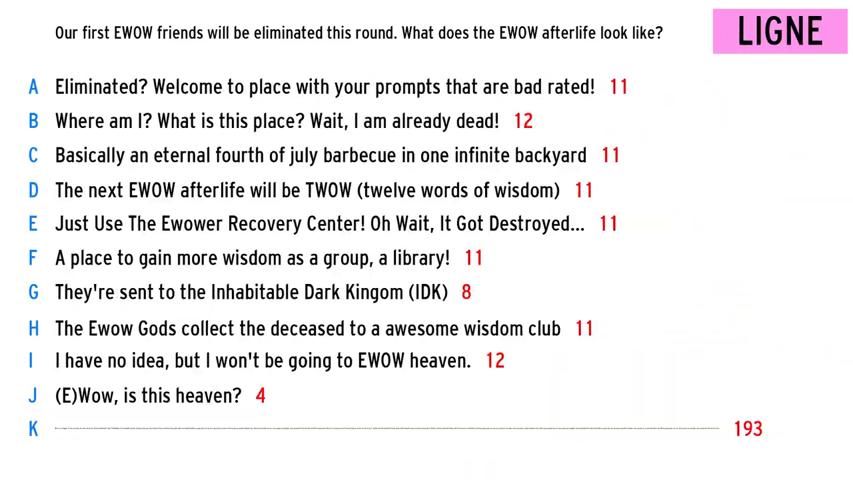 Our first EWOW friends will be eliminated this round. What does the EWOW afterlife look like?
LIGNE
A Eliminated? Welcome to place with your prompts that are bad rated! 11
B Where am I? What is this place? Wait, I am already dead! 12
C Basically an eternal fourth of july barbecue in one infinite backyard 11
D The next EWOW afterlife will be TWOW (twelve words of wisdom) 11
E Just Use The Ewower Recovery Center! Oh Wait, It Got Destroyed... 11
F A place to gain more wisdom as a group, a library! 11
G They're sent to the Inhabitable Dark Kingom (IDK) 8
H The Ewow Gods collect the deceased to a awesome wisdom club 11
I I have no idea, but I won't be going to EWOW heaven. 12
J (E)Wow, is this heaven? 4
K 193